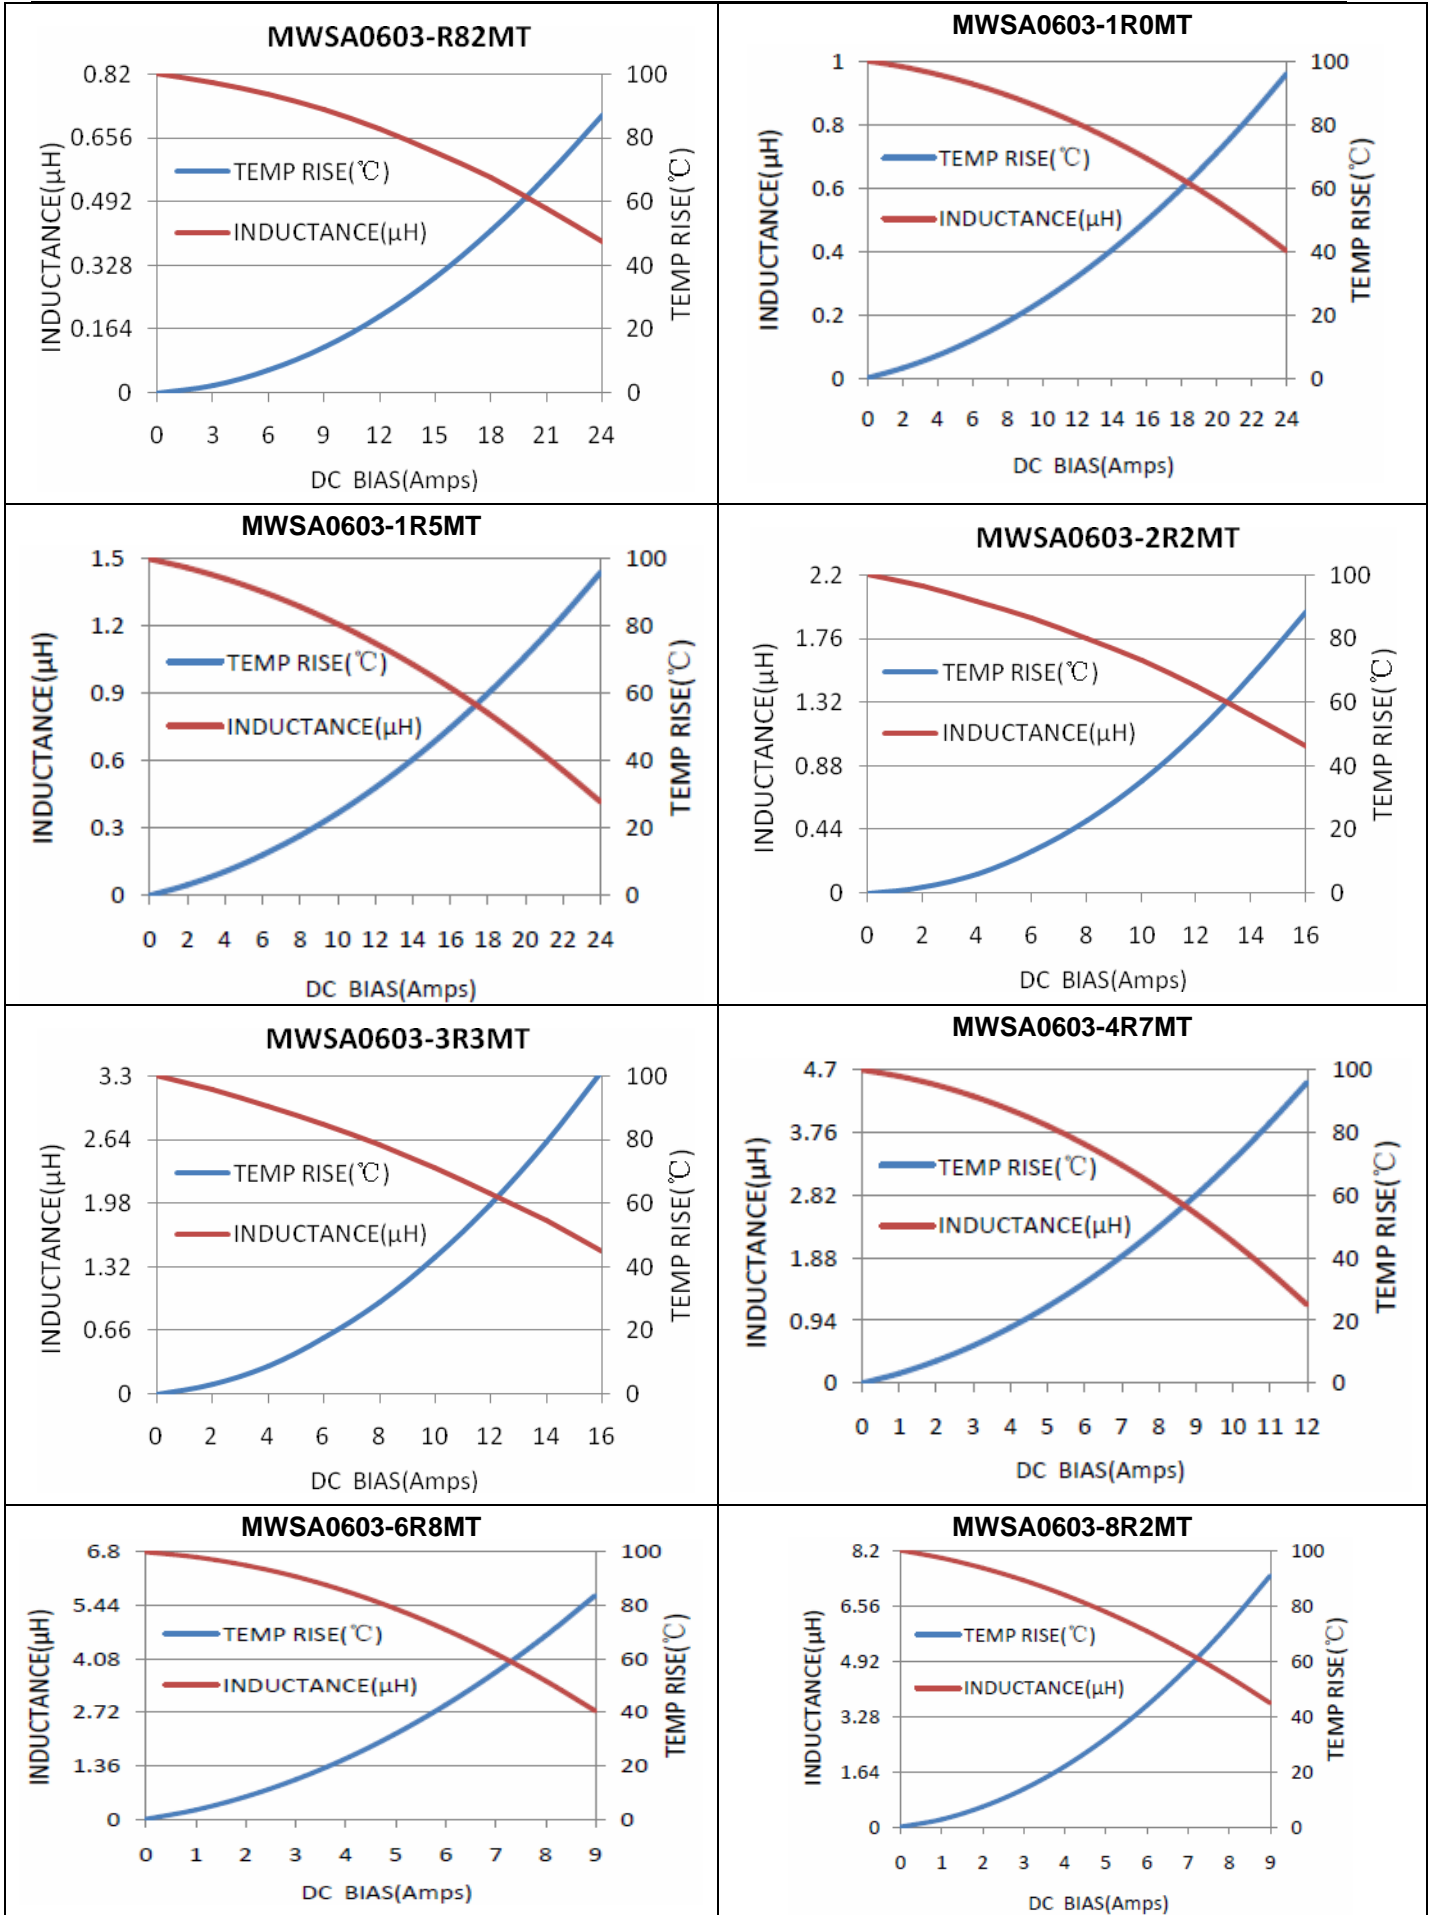 MWSA0603-R82MT
0.82
0.656
0.492
0.328
0.164
0
100
80
60
40
20
0
INDUCTANCE(μH)
TEMP RISE(℃)
TEMP RISE(℃)
INDUCTANCE(μH)
0 3 6 9 12 15 18 21 24
DC BIAS(Amps)
MWSA0603-1R0MT
1
0.8
0.6
0.4
0.2
0
100
80
60
40
20
0
INDUCTANCE(μH)
TEMP RISE(℃)
TEMP RISE(℃)
INDUCTANCE(μH)
0 2 4 6 8 10 12 14 16 18 20 22 24
DC BIAS(Amps)
MWSA0603-1R5MT
1.5
1.2
0.9
0.6
0.3
0
100
80
60
40
20
0
INDUCTANCE(μH)
TEMP RISE(℃)
TEMP RISE(℃)
INDUCTANCE(μH)
0 2 4 6 8 10 12 14 16 18 20 22 24
DC BIAS(Amps)
MWSA0603-2R2MT
2.2
1.76
1.32
0.88
0.44
0
100
80
60
40
20
0
INDUCTANCE(μH)
TEMP RISE(℃)
TEMP RISE(℃)
INDUCTANCE(μH)
0 2 4 6 8 10 12 14 16
DC BIAS(Amps)
MWSA0603-3R3MT
3.3
2.64
1.98
1.32
0.66
0
100
80
60
40
20
0
INDUCTANCE(μH)
TEMP RISE(℃)
TEMP RISE(℃)
INDUCTANCE(μH)
0 2 4 6 8 10 12 14 16
DC BIAS(Amps)
MWSA0603-4R7MT
4.7
3.76
2.82
1.88
0.94
0
100
80
60
40
20
0
INDUCTANCE(μH)
TEMP RISE(℃)
TEMP RISE(℃)
INDUCTANCE(μH)
0 1 2 3 4 5 6 7 8 9 10 11 12
DC BIAS(Amps)
MWSA0603-6R8MT
6.8
5.44
4.08
2.72
1.36
0
100
80
60
40
20
0
INDUCTANCE(μH)
TEMP RISE(℃)
TEMP RISE(℃)
INDUCTANCE(μH)
0 1 2 3 4 5 6 7 8 9
DC BIAS(Amps)
MWSA0603-8R2MT
8.2
6.56
4.92
3.28
1.64
0
100
80
60
40
20
0
INDUCTANCE(μH)
TEMP RISE(℃)
TEMP RISE(℃)
INDUCTANCE(μH)
0 1 2 3 4 5 6 7 8 9
DC BIAS(Amps)